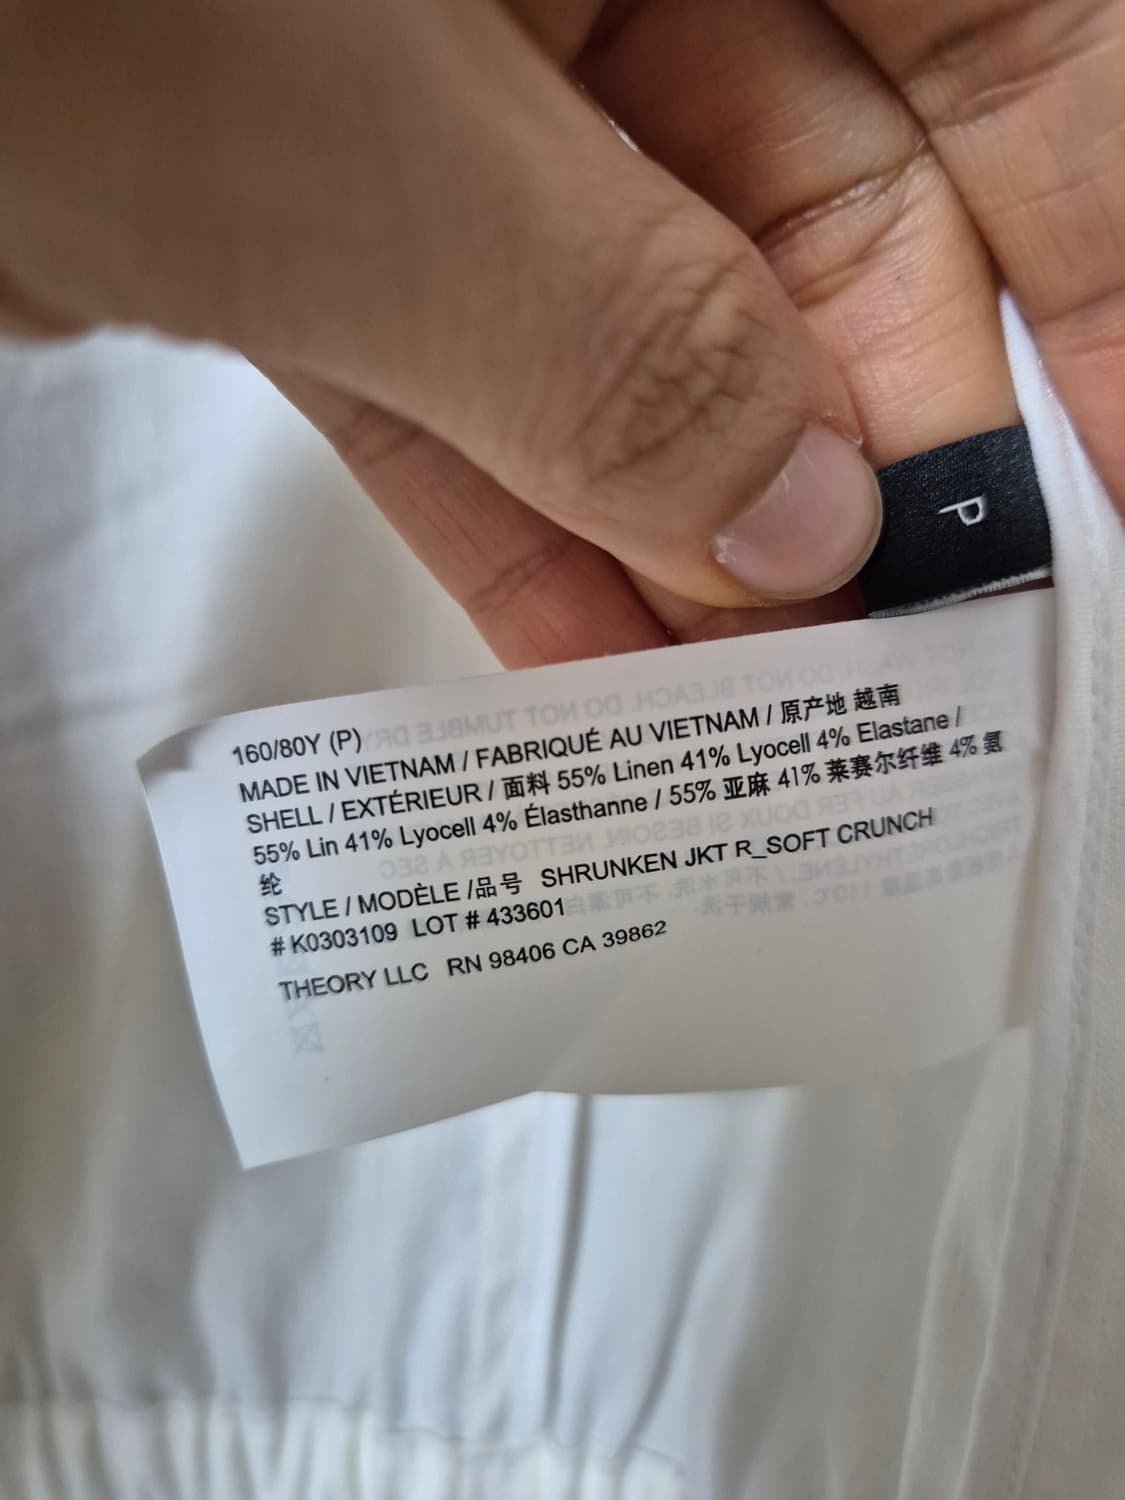 P
160/80Y (P)
MADE IN VIETNAM / FABRIQUÉ AU VIETNAM / 原产地 越南
SHELL / EXTÉRIEUR / 面料 55% Linen 41% Lyocell 4% Elastane /
55% Lin 41% Lyocell 4% Élasthanne / 55% 亚麻 41% 莱赛尔纤维 4% 氨
纶
STYLE / MODÈLE /品号 SHRUNKEN JKT R_SOFT CRUNCH
# K0303109 LOT # 433601
THEORY LLC RN 98406 CA 39862